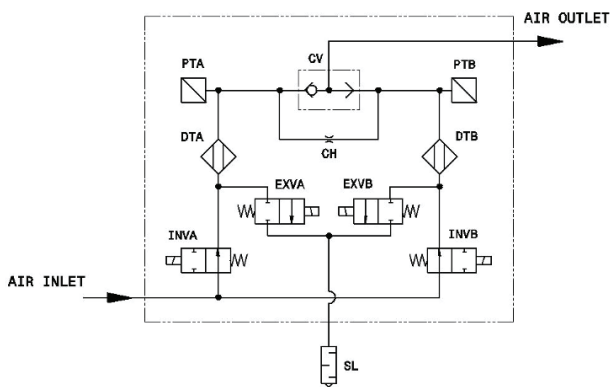 AIR OUTLET
PTA
CV
PTB
DTA
CH
DTB
EXVA
EXVB
INVA
INVB
AIR INLET
SL